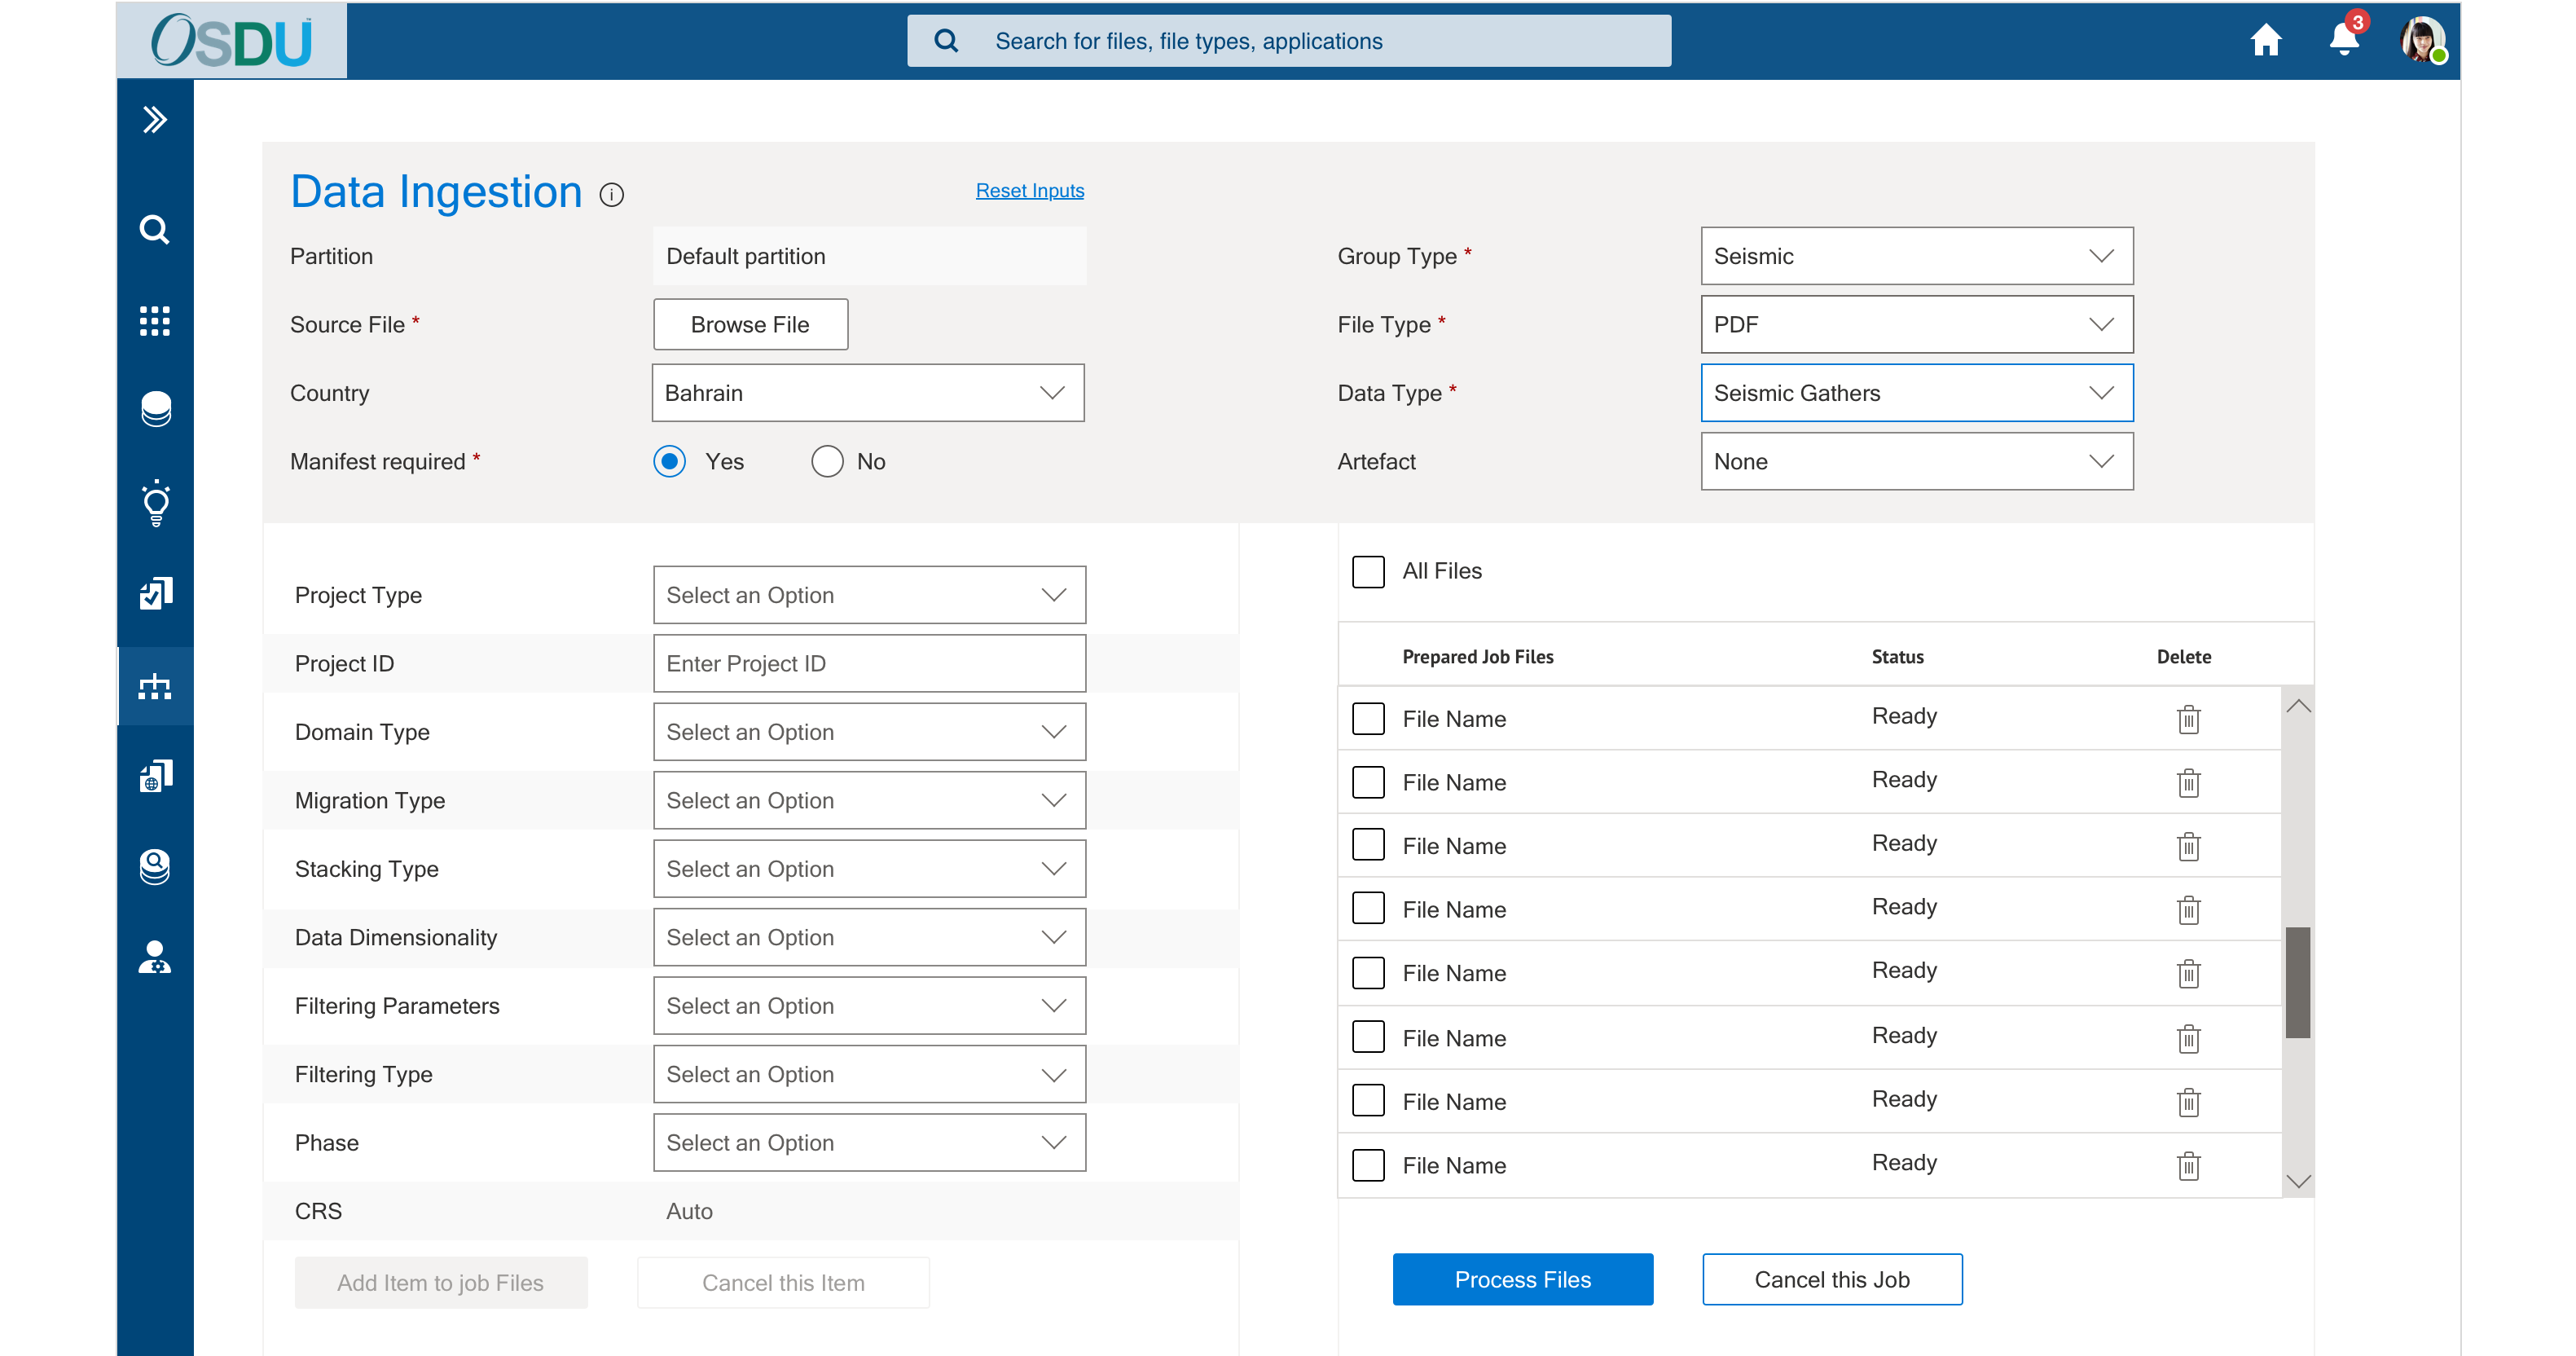 OSDU™
Search for files, file types, applications
3
Data Ingestion
Reset Inputs
Partition
Default partition
Source File *
Browse File
Country
Bahrain
Manifest required *
Yes
No
Group Type *
Seismic
File Type *
PDF
Data Type *
Seismic Gathers
Artefact
None
Project Type
Select an Option
Project ID
Enter Project ID
Domain Type
Select an Option
Migration Type
Select an Option
Stacking Type
Select an Option
Data Dimensionality
Select an Option
Filtering Parameters
Select an Option
Filtering Type
Select an Option
Phase
Select an Option
CRS
Auto
Add Item to job Files
Cancel this Item
All Files
Prepared Job Files Status Delete
File Name Ready
File Name Ready
File Name Ready
File Name Ready
File Name Ready
File Name Ready
File Name Ready
File Name Ready
Process Files
Cancel this Job